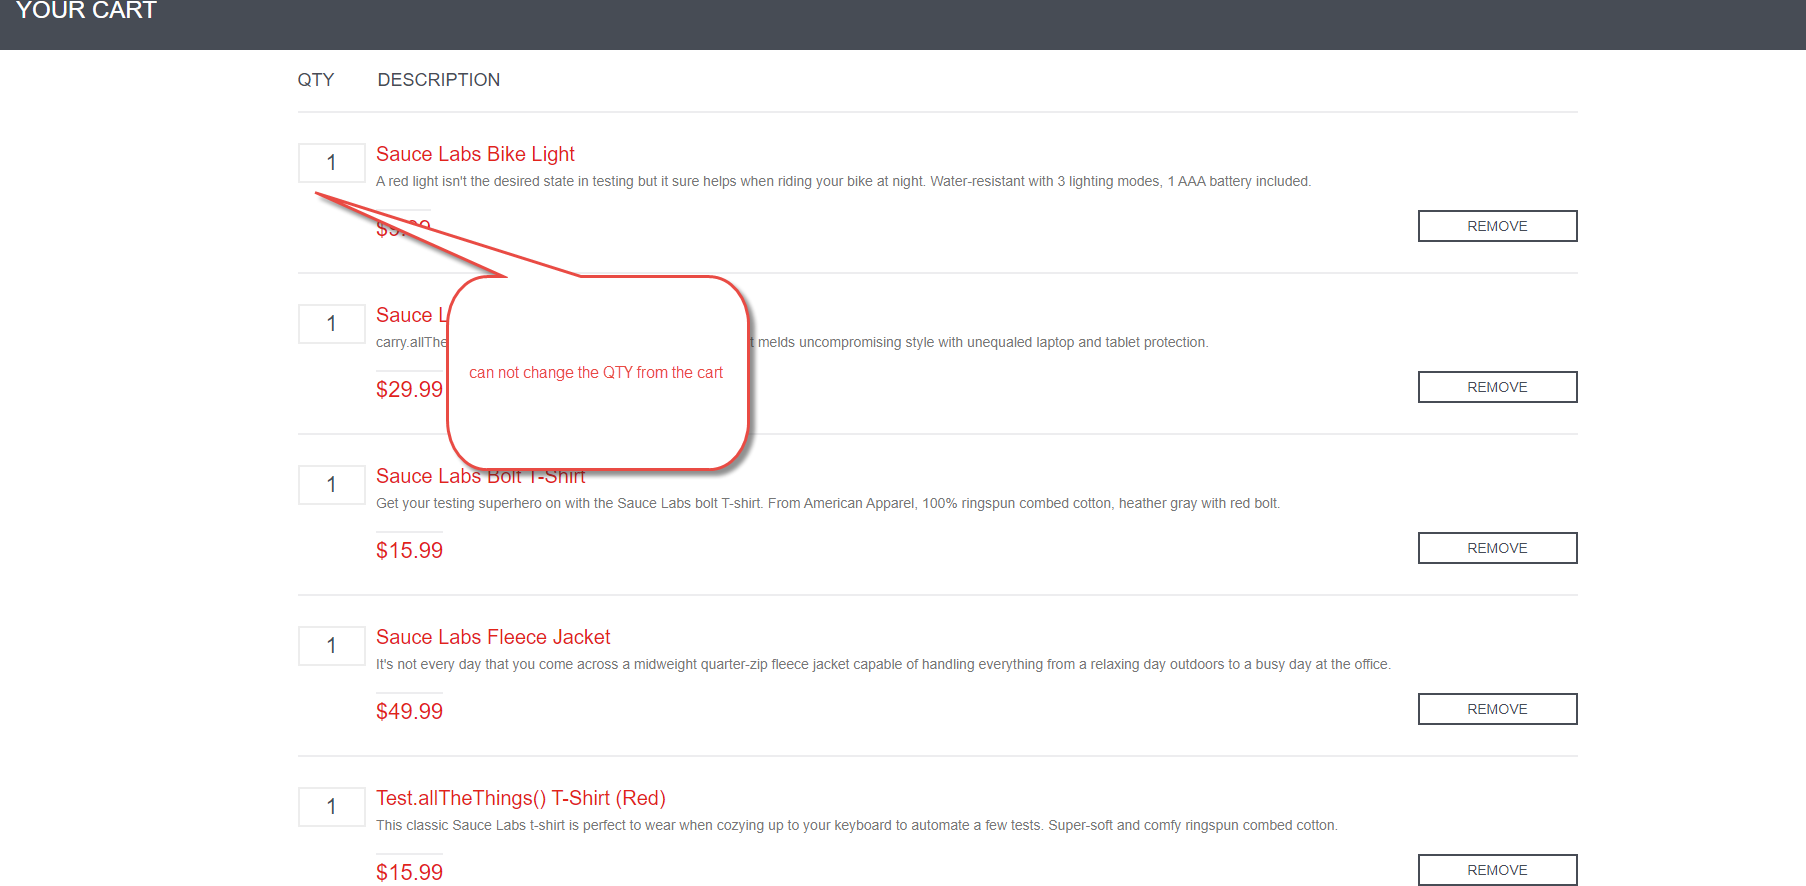 YOUR CART
QTY DESCRIPTION
1 Sauce Labs Bike Light
A red light isn't the desired state in testing but it sure helps when riding your bike at night. Water-resistant with 3 lighting modes, 1 AAA battery included.
REMOVE
1 Sauce
carry.allThe
melds uncompromising style with unequaled laptop and tablet protection.
can not change the QTY from the cart
$29.99
REMOVE
1 Sauce Labs Bolt T-Shirt
Get your testing superhero on with the Sauce Labs bolt T-shirt. From American Apparel, 100% ringspun combed cotton, heather gray with red bolt.
$15.99
REMOVE
1 Sauce Labs Fleece Jacket
It's not every day that you come across a midweight quarter-zip fleece jacket capable of handling everything from a relaxing day outdoors to a busy day at the office.
$49.99
REMOVE
1 Test.allTheThings() T-Shirt (Red)
This classic Sauce Labs t-shirt is perfect to wear when cozying up to your keyboard to automate a few tests. Super-soft and comfy ringspun combed cotton.
$15.99
REMOVE